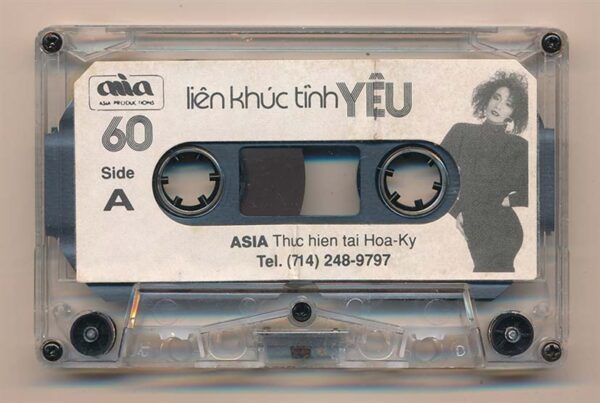 asia
ASIA PRODUCTIONS
liên khúc tình YÊU
60
Side
A
ASIA Thuc hien tai Hoa-Ky
Tel. (714) 248-9797